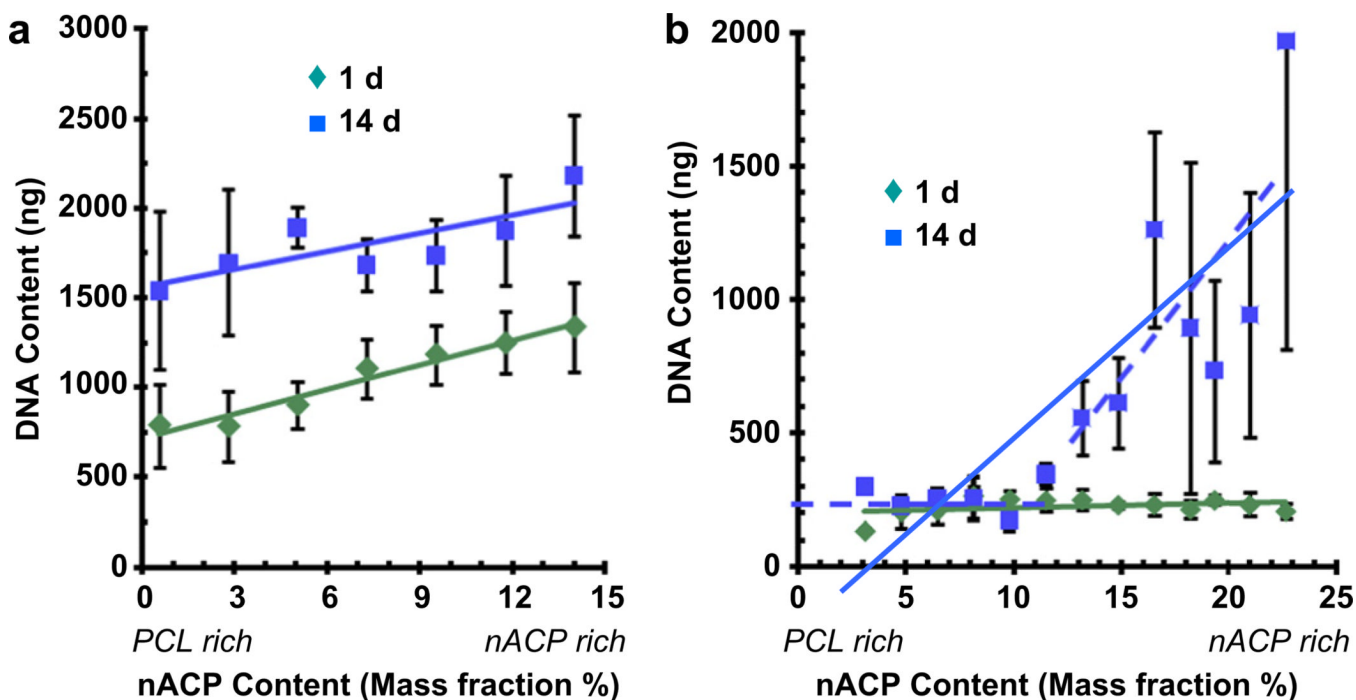 a
3000
2500
2000
1500
1000
500
0
DNA Content (ng)
1 d
14 d
0 3 6 9 12 15
PCL rich nACP rich
nACP Content (Mass fraction %)
b
2000
1500
1000
500
0
DNA Content (ng)
1 d
14 d
0 5 10 15 20 25
PCL rich nACP rich
nACP Content (Mass fraction %)